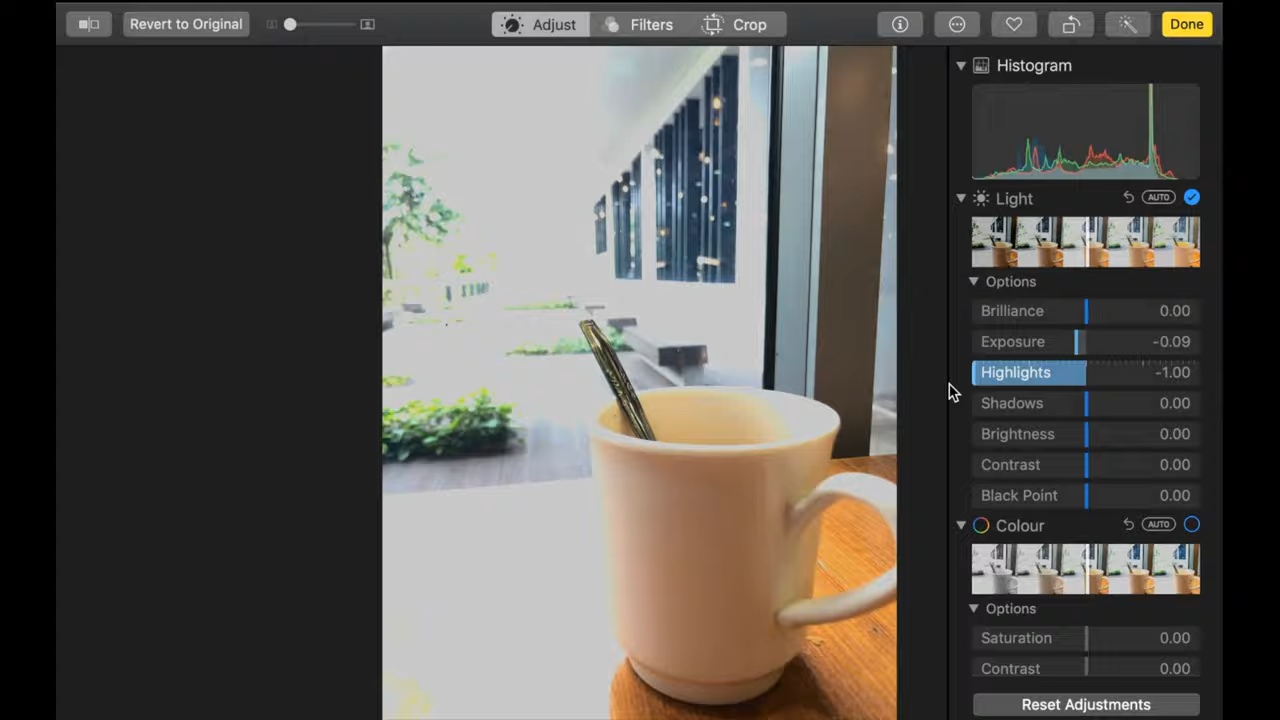 Revert to Original
Adjust
Filters
Crop
Done
Histogram
Light
AUTO
Options
Brilliance 0.00
Exposure -0.09
Highlights -1.00
Shadows 0.00
Brightness 0.00
Contrast 0.00
Black Point 0.00
Colour
AUTO
Options
Saturation 0.00
Contrast 0.00
Reset Adjustments